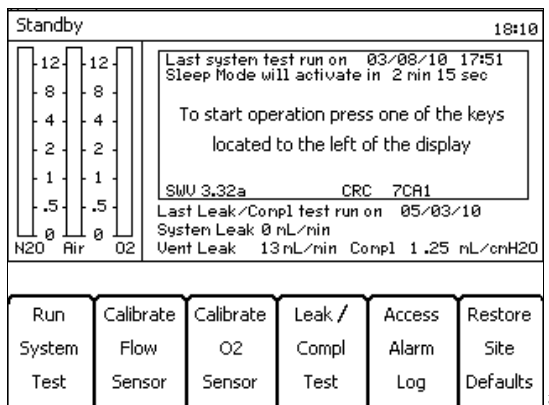 Standby 18:10
12 12
8 8
4 4
2 2
1 1
.5 .5
0 0
N2O Air O2
Last system test run on 03/08/10 17:51
Sleep Mode will activate in 2 min 15 sec
To start operation press one of the keys
located to the left of the display
SWV 3.32a CRC 7CA1
Last Leak/Compl test run on 05/03/10
System Leak 0 mL/min
Vent Leak 13 mL/min Compl 1.25 mL/cmH2O
Run System Test
Calibrate Flow Sensor
Calibrate O2 Sensor
Leak / Compl Test
Access Alarm Log
Restore Site Defaults